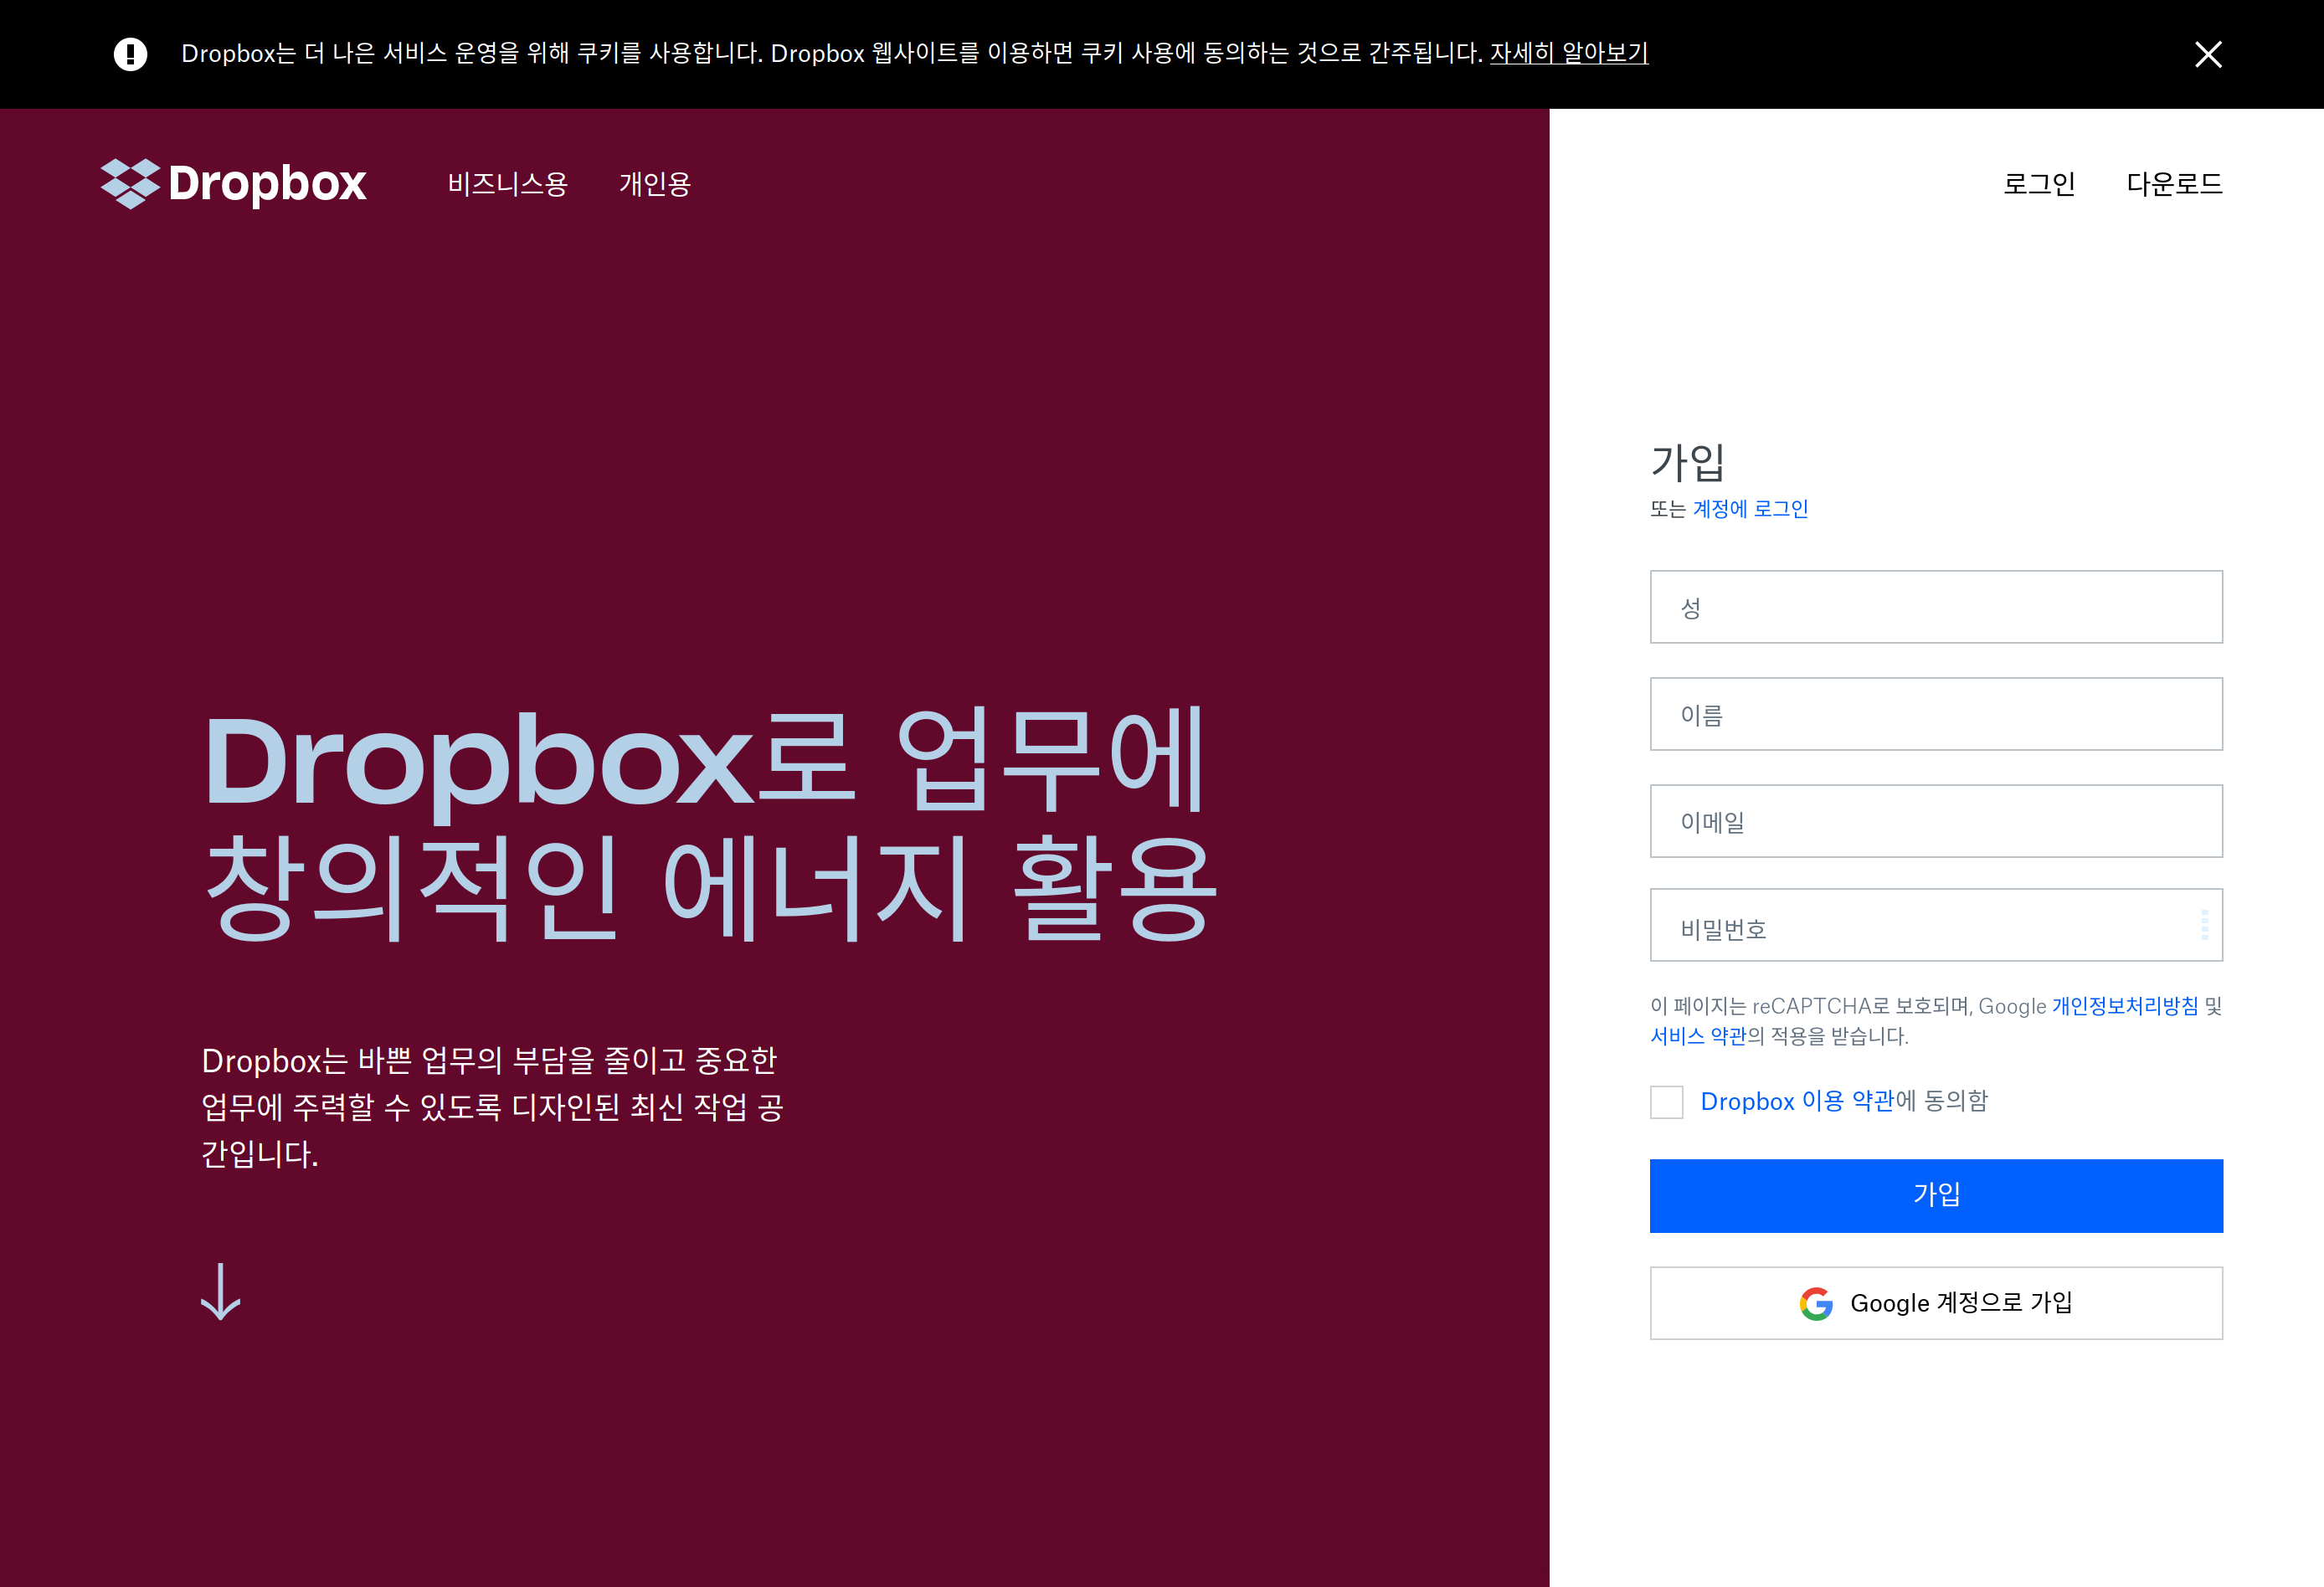 Dropbox는 더 나은 서비스 운영을 위해 쿠키를 사용합니다. Dropbox 웹사이트를 이용하면 쿠키 사용에 동의하는 것으로 간주됩니다. 자세히 알아보기
Dropbox 비즈니스용 개인용 로그인 다운로드
Dropbox로 업무에
창의적인 에너지 활용
Dropbox는 바쁜 업무의 부담을 줄이고 중요한
업무에 주력할 수 있도록 디자인된 최신 작업 공
간입니다.
가입
또는 계정에 로그인
성
이름
이메일
비밀번호
이 페이지는 reCAPTCHA로 보호되며, Google 개인정보처리방침 및
서비스 약관의 적용을 받습니다.
Dropbox 이용 약관에 동의함
가입
Google 계정으로 가입